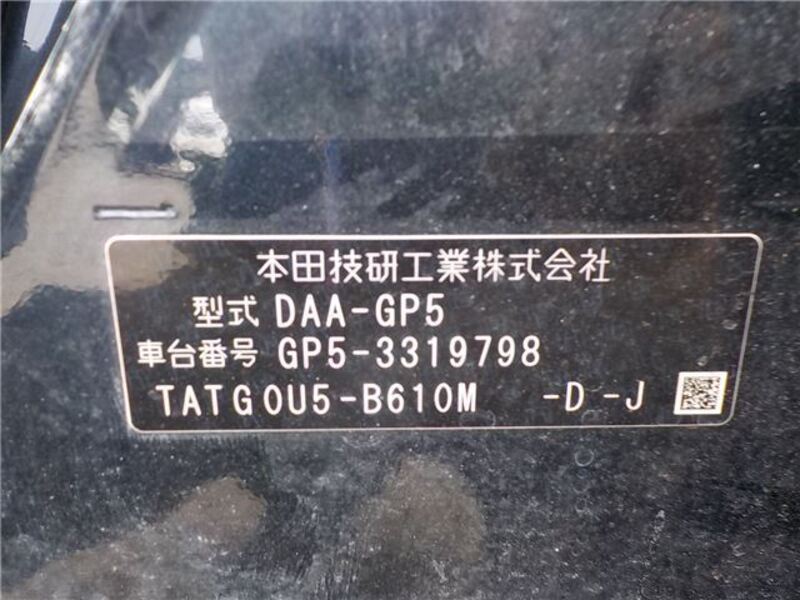 本田技研工業株式会社
型式 DAA-GP5
車台番号 GP5-3319798
TATG0U5-B610M -D -J